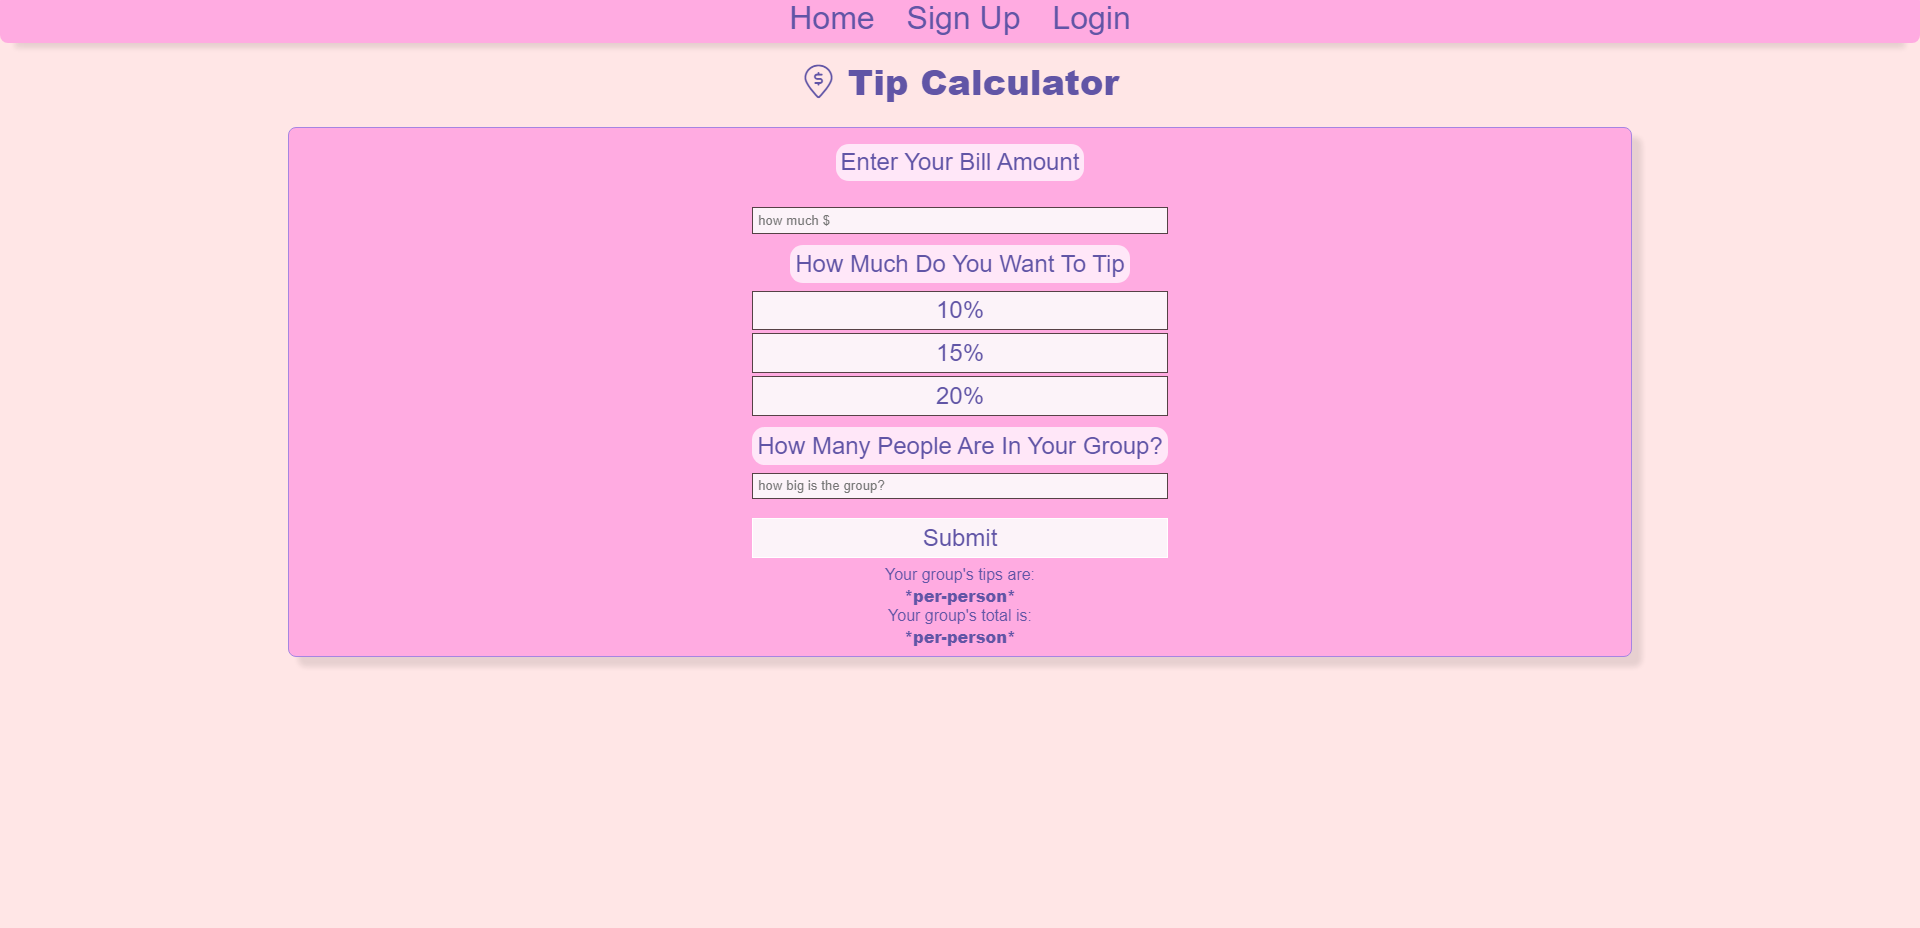 Home Sign Up Login
Tip Calculator
Enter Your Bill Amount
how much $
How Much Do You Want To Tip
10%
15%
20%
How Many People Are In Your Group?
how big is the group?
Submit
Your group's tips are:
*per-person*
Your group's total is:
*per-person*